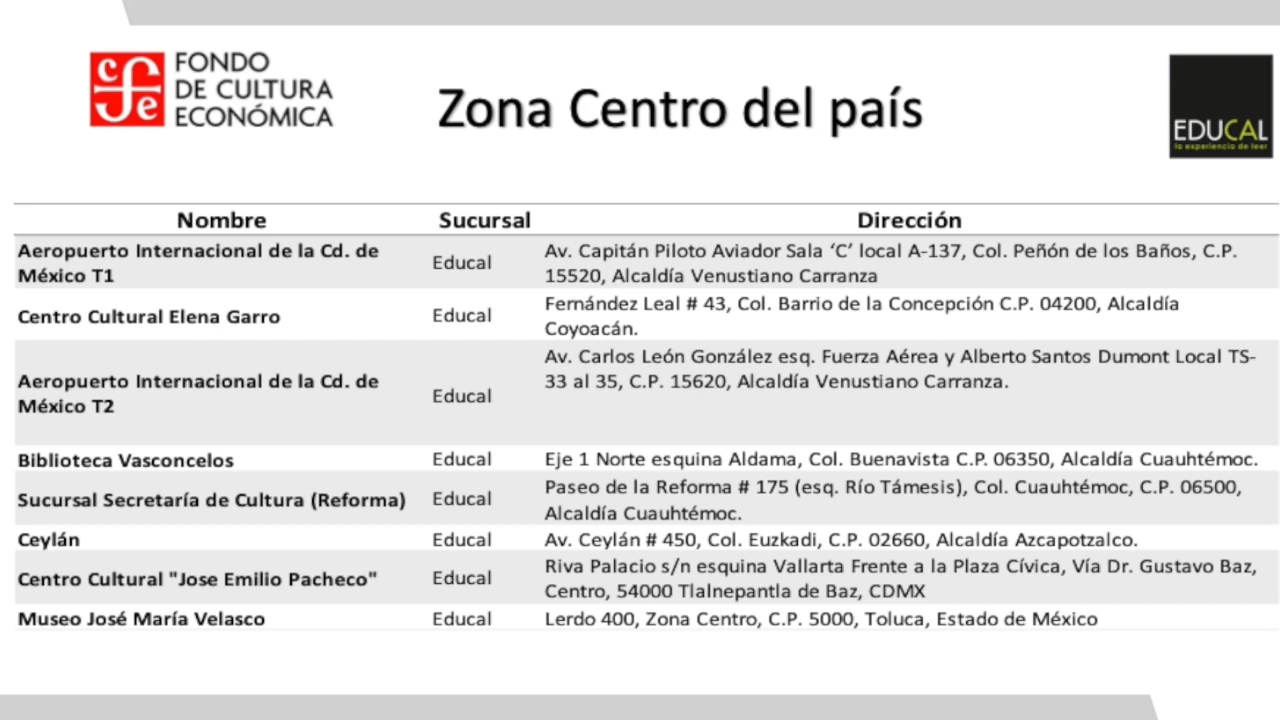 cfe
FONDO
DE CULTURA
ECONÓMICA
Zona Centro del país
EDUCAL
la experiencia de leer
Nombre Sucursal Dirección
Aeropuerto Internacional de la Cd. de
México T1
Educal
Av. Capitán Piloto Aviador Sala ‘C’ local A-137, Col. Peñón de los Baños, C.P.
15520, Alcaldía Venustiano Carranza
Centro Cultural Elena Garro
Educal
Fernández Leal # 43, Col. Barrio de la Concepción C.P. 04200, Alcaldía
Coyoacán.
Aeropuerto Internacional de la Cd. de
México T2
Educal
Av. Carlos León González esq. Fuerza Aérea y Alberto Santos Dumont Local TS-
33 al 35, C.P. 15620, Alcaldía Venustiano Carranza.
Biblioteca Vasconcelos Educal Eje 1 Norte esquina Aldama, Col. Buenavista C.P. 06350, Alcaldía Cuauhtémoc.
Sucursal Secretaría de Cultura (Reforma)
Educal
Paseo de la Reforma # 175 (esq. Río Támesis), Col. Cuauhtémoc, C.P. 06500,
Alcaldía Cuauhtémoc.
Ceylán Educal Av. Ceylán # 450, Col. Euzkadi, C.P. 02660, Alcaldía Azcapotzalco.
Centro Cultural "Jose Emilio Pacheco"
Educal
Riva Palacio s/n esquina Vallarta Frente a la Plaza Cívica, Vía Dr. Gustavo Baz,
Centro, 54000 Tlalnepantla de Baz, CDMX
Museo José María Velasco Educal Lerdo 400, Zona Centro, C.P. 5000, Toluca, Estado de México